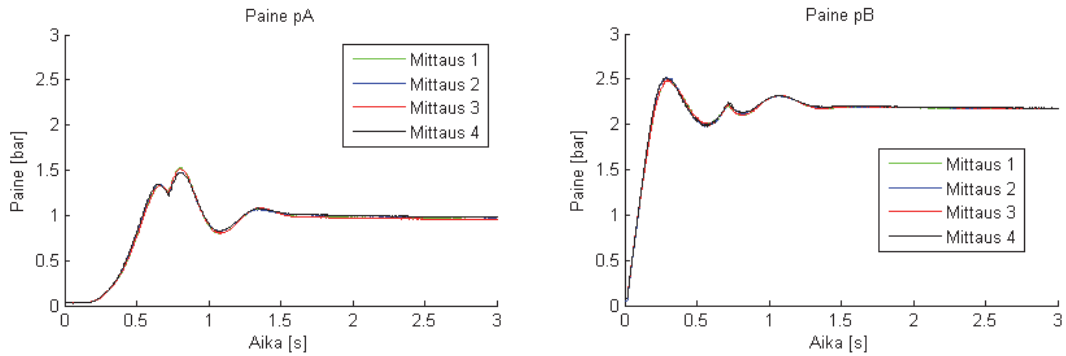 Paine pA
3
2.5
2
1.5
1
0.5
0
Paine [bar]
0 0.5 1 1.5 2 2.5 3
Aika [s]
Mittaus 1
Mittaus 2
Mittaus 3
Mittaus 4
Paine pB
3
2.5
2
1.5
1
0.5
0
Paine [bar]
0 0.5 1 1.5 2 2.5 3
Aika [s]
Mittaus 1
Mittaus 2
Mittaus 3
Mittaus 4